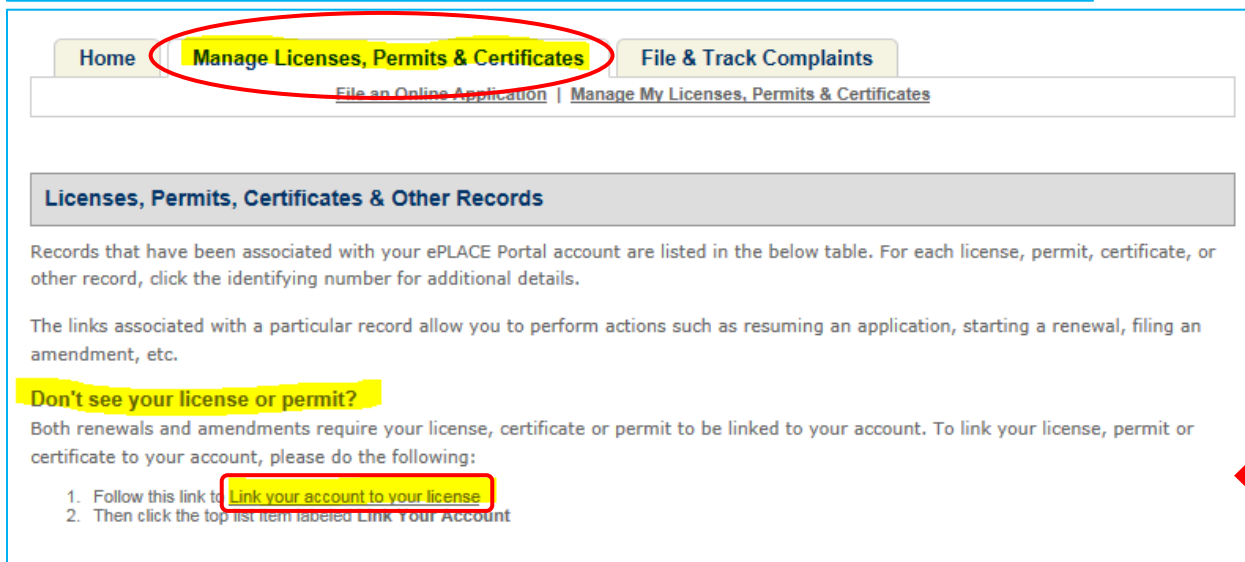 Home Manage Licenses, Permits & Certificates File & Track Complaints
File an Online Application | Manage My Licenses, Permits & Certificates
Licenses, Permits, Certificates & Other Records
Records that have been associated with your ePLACE Portal account are listed in the below table. For each license, permit, certificate, or
other record, click the identifying number for additional details.
The links associated with a particular record allow you to perform actions such as resuming an application, starting a renewal, filing an
amendment, etc.
Don't see your license or permit?
Both renewals and amendments require your license, certificate or permit to be linked to your account. To link your license, permit or
certificate to your account, please do the following:
1. Follow this link to Link your account to your license
2. Then click the top list item labeled Link Your Account